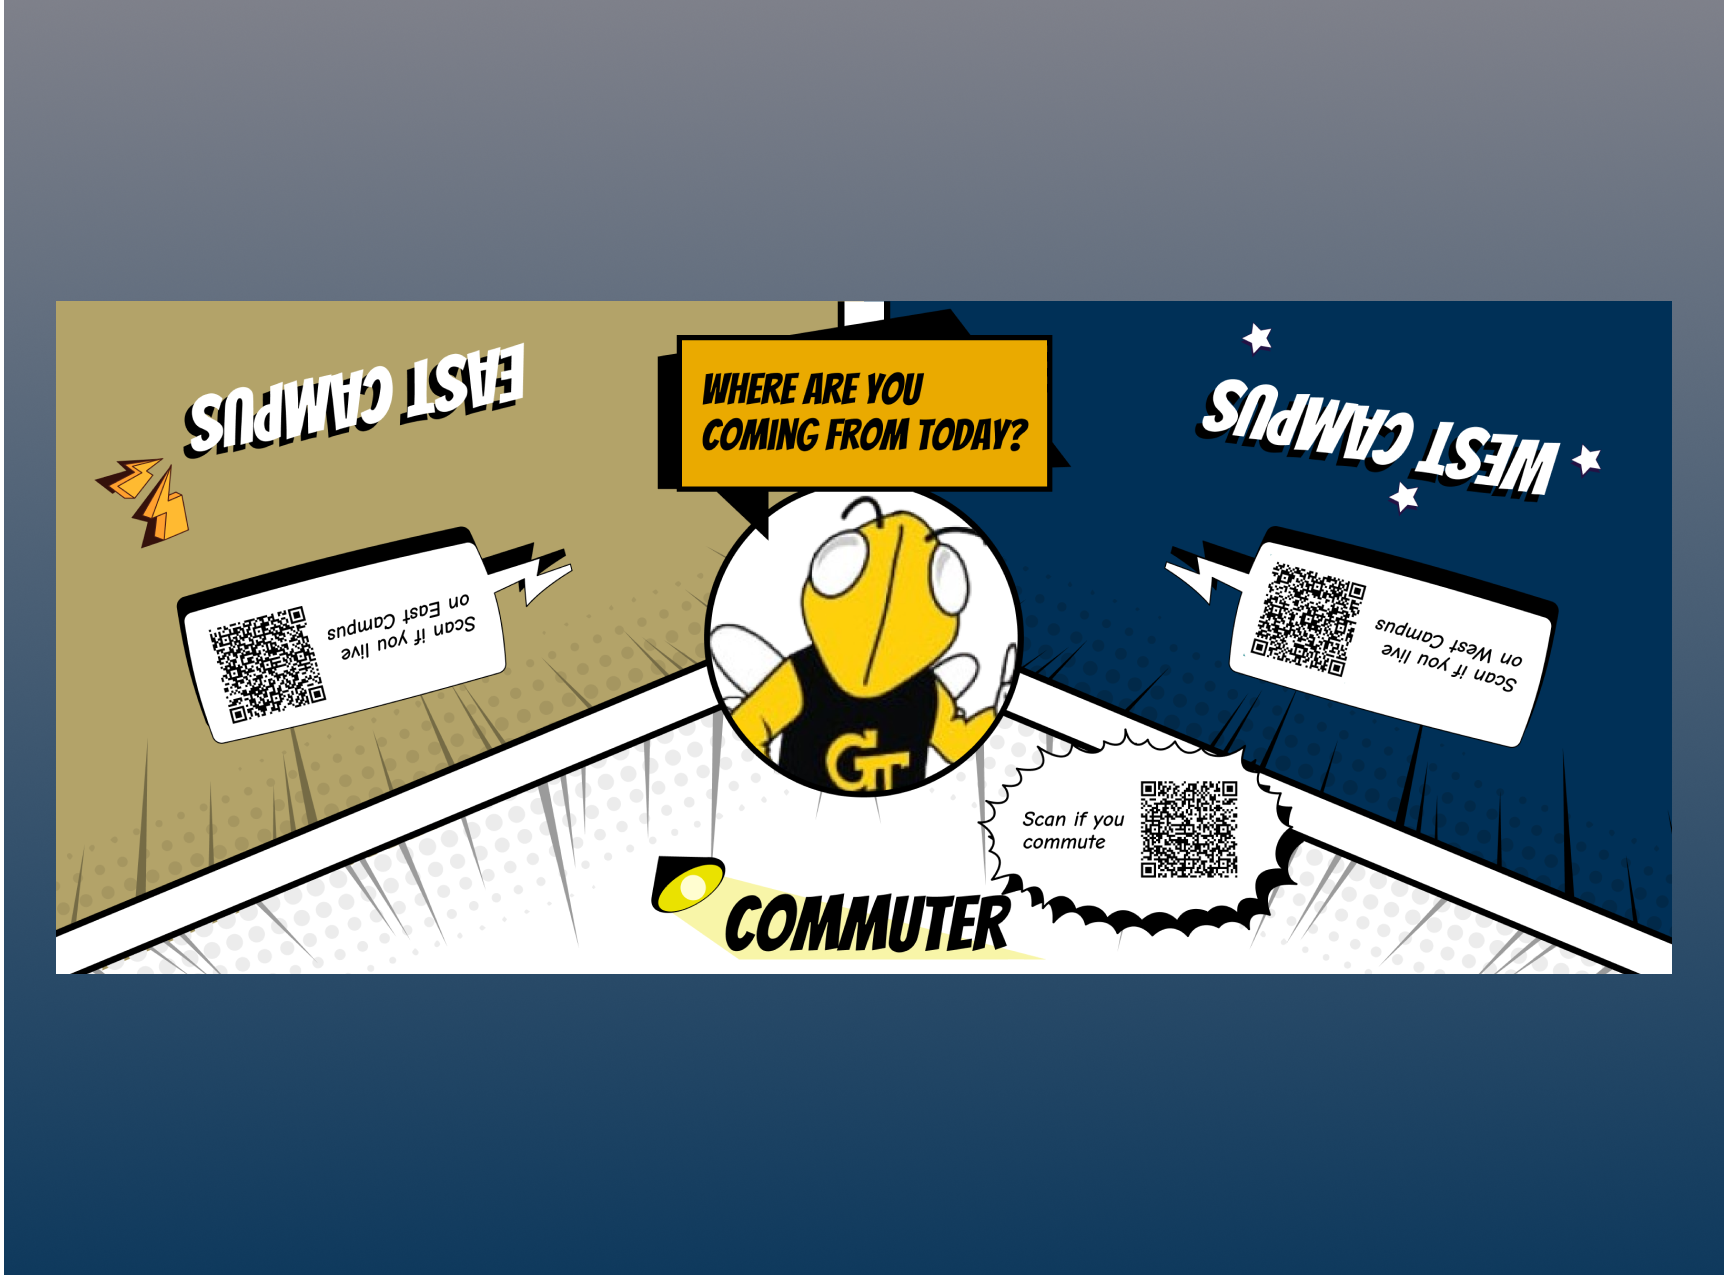 WHERE ARE YOU
COMING FROM TODAY?
EAST CAMPUS
Scan if you live
on East Campus
WEST CAMPUS
Scan if you live
on West Campus
GT
Scan if you
commute
COMMUTER